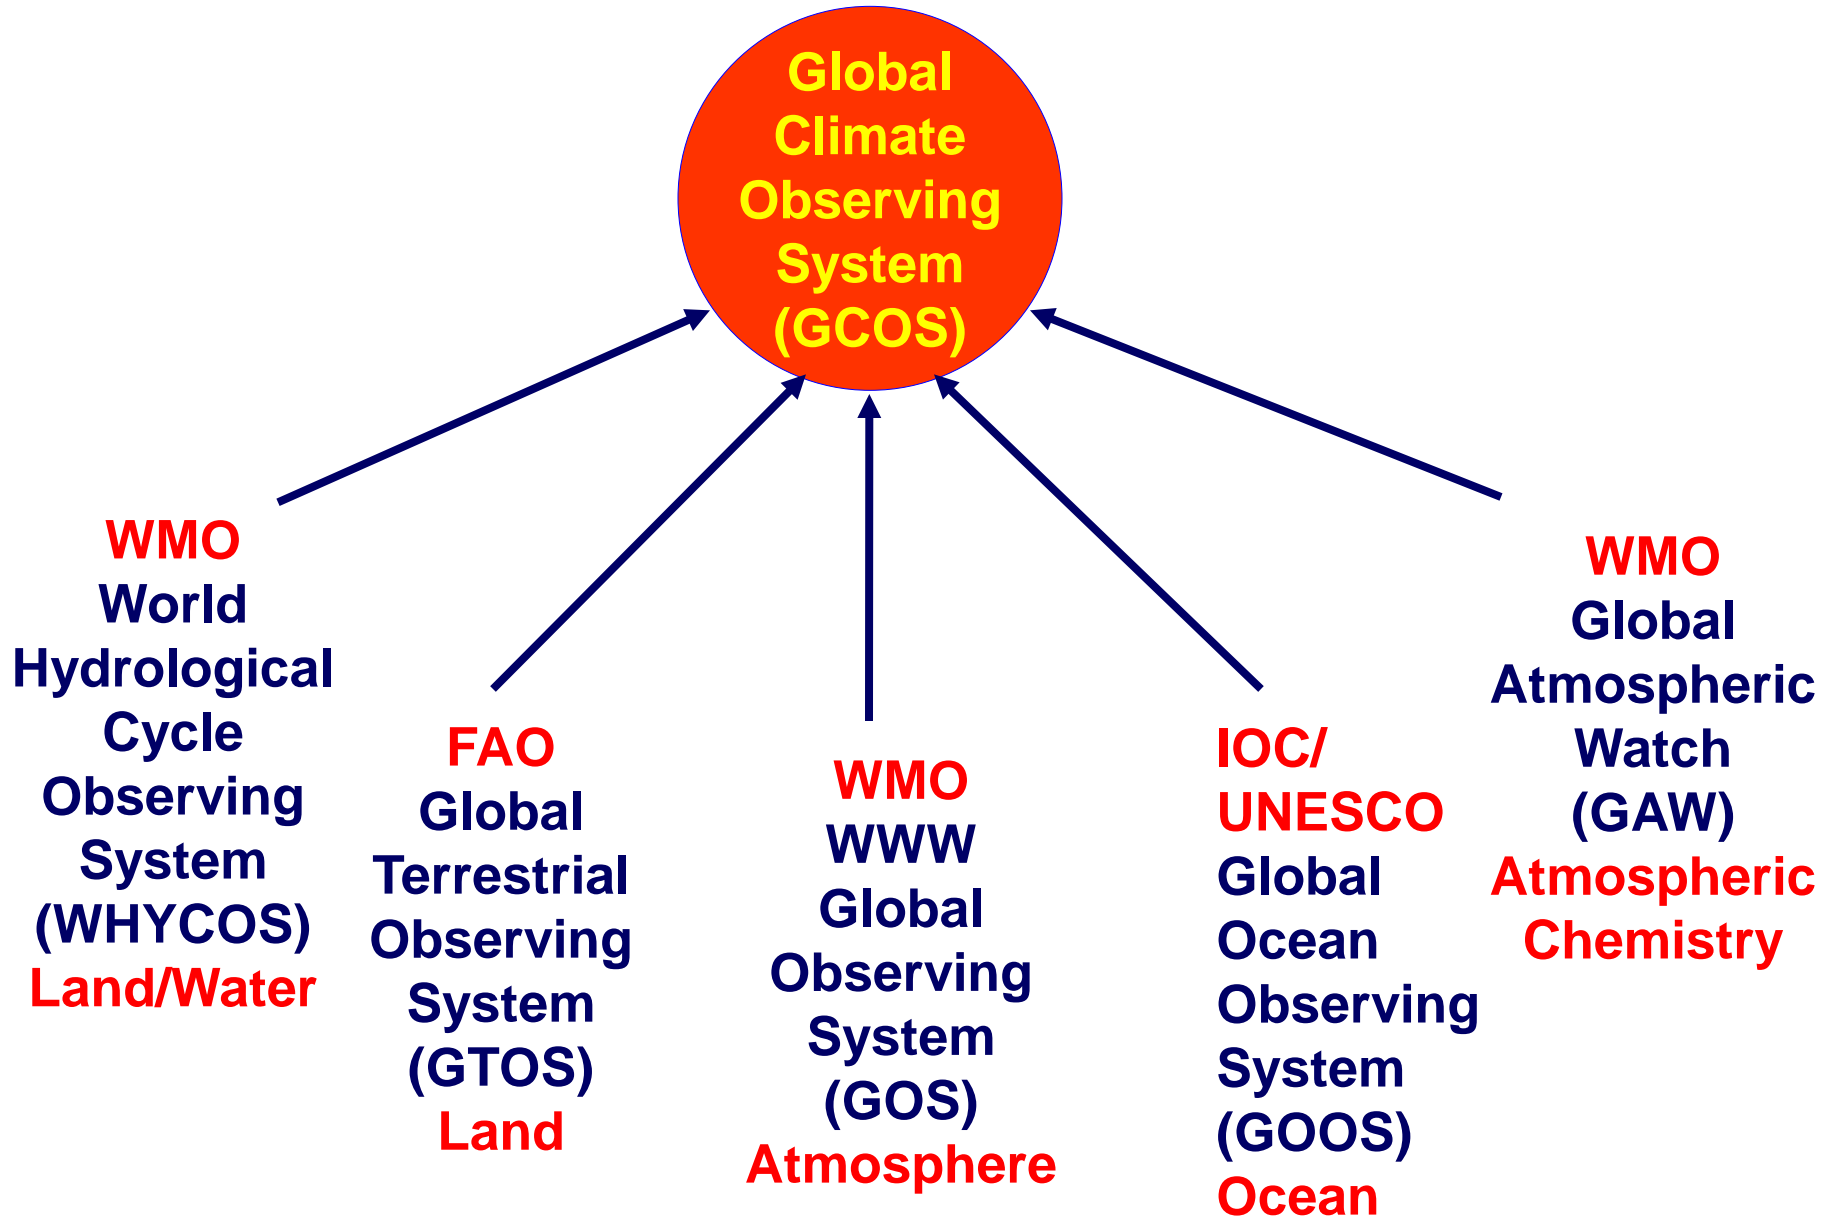 Global
Climate
Observing
System
(GCOS)
WMO
World
Hydrological
Cycle
Observing
System
(WHYCOS)
Land/Water
FAO
Global
Terrestrial
Observing
System
(GTOS)
Land
WMO
WWW
Global
Observing
System
(GOS)
Atmosphere
IOC/
UNESCO
Global
Ocean
Observing
System
(GOOS)
Ocean
WMO
Global
Atmospheric
Watch
(GAW)
Atmospheric
Chemistry